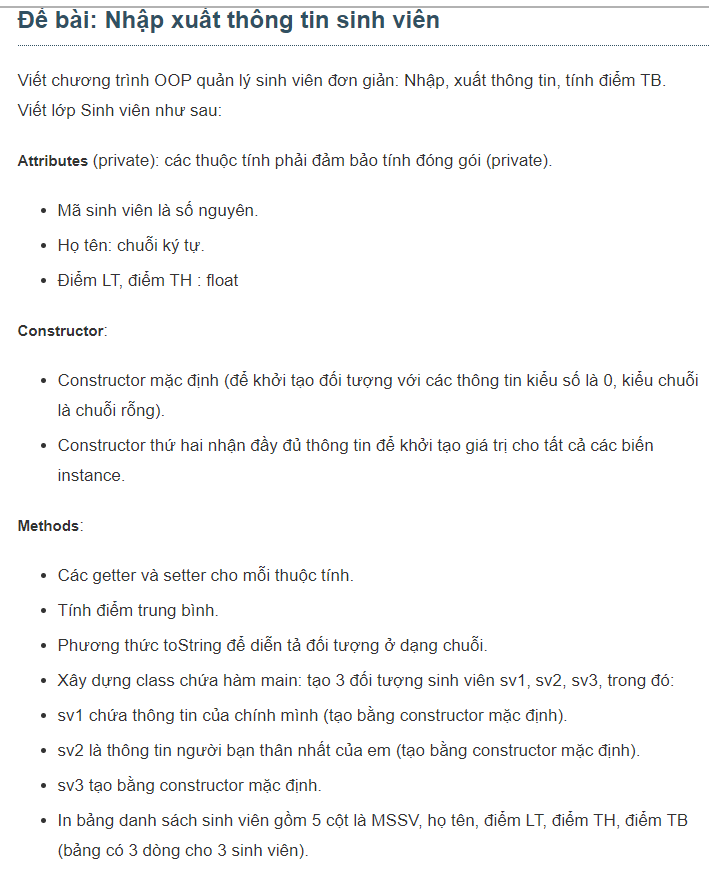 Đề bài: Nhập xuất thông tin sinh viên
Viết chương trình OOP quản lý sinh viên đơn giản: Nhập, xuất thông tin, tính điểm TB.
Viết lớp Sinh viên như sau:
Attributes (private): các thuộc tính phải đảm bảo tính đóng gói (private).
• Mã sinh viên là số nguyên.
• Họ tên: chuỗi ký tự.
• Điểm LT, điểm TH : float
Constructor:
• Constructor mặc định (để khởi tạo đối tượng với các thông tin kiểu số là 0, kiểu chuỗi
là chuỗi rỗng).
• Constructor thứ hai nhận đầy đủ thông tin để khởi tạo giá trị cho tất cả các biến
instance.
Methods:
• Các getter và setter cho mỗi thuộc tính.
• Tính điểm trung bình.
• Phương thức toString để diễn tả đối tượng ở dạng chuỗi.
• Xây dựng class chứa hàm main: tạo 3 đối tượng sinh viên sv1, sv2, sv3, trong đó:
• sv1 chứa thông tin của chính mình (tạo bằng constructor mặc định).
• sv2 là thông tin người bạn thân nhất của em (tạo bằng constructor mặc định).
• sv3 tạo bằng constructor mặc định.
• In bảng danh sách sinh viên gồm 5 cột là MSSV, họ tên, điểm LT, điểm TH, điểm TB
(bảng có 3 dòng cho 3 sinh viên).